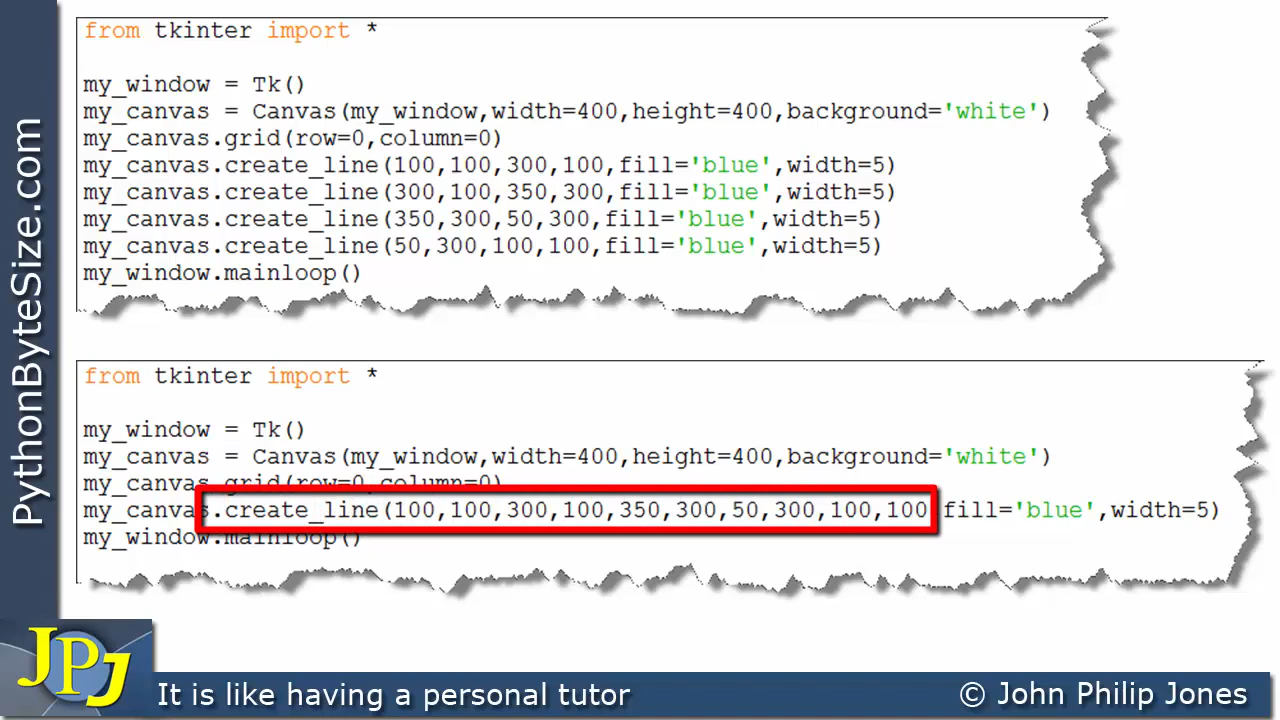 PythonByteSize.com
from tkinter import *
my_window = Tk()
my_canvas = Canvas(my_window,width=400,height=400,background='white')
my_canvas.grid(row=0,column=0)
my_canvas.create_line(100,100,300,100,fill='blue',width=5)
my_canvas.create_line(300,100,350,300,fill='blue',width=5)
my_canvas.create_line(350,300,50,300,fill='blue',width=5)
my_canvas.create_line(50,300,100,100,fill='blue',width=5)
my_window.mainloop()
from tkinter import *
my_window = Tk()
my_canvas = Canvas(my_window,width=400,height=400,background='white')
my_canvas.grid(row=0,column=0)
my_canvas.create_line(100,100,300,100,350,300,50,300,100,100 fill='blue',width=5)
my_window.mainloop()
JPJ
It is like having a personal tutor
© John Philip Jones